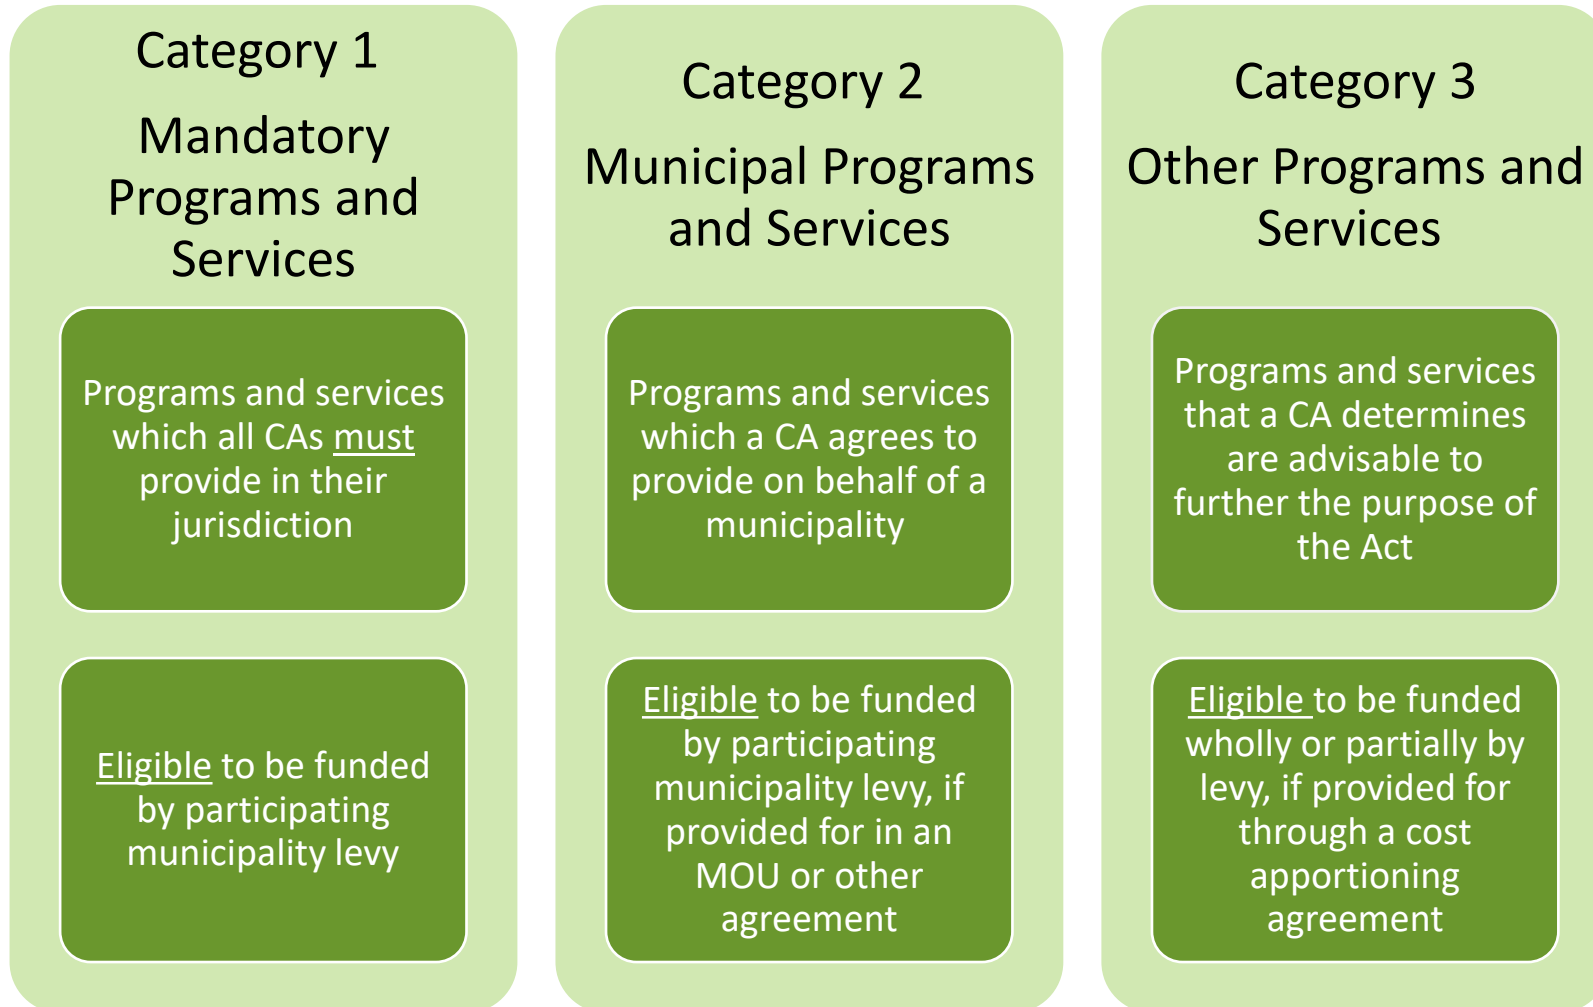 Category 1
Mandatory
Programs and
Services
Programs and services
which all CAs must
provide in their
jurisdiction
Eligible to be funded
by participating
municipality levy
Category 2
Municipal Programs
and Services
Programs and services
which a CA agrees to
provide on behalf of a
municipality
Eligible to be funded
by participating
municipality levy, if
provided for in an
MOU or other
agreement
Category 3
Other Programs and
Services
Programs and services
that a CA determines
are advisable to
further the purpose of
the Act
Eligible to be funded
wholly or partially by
levy, if provided for
through a cost
apportioning
agreement